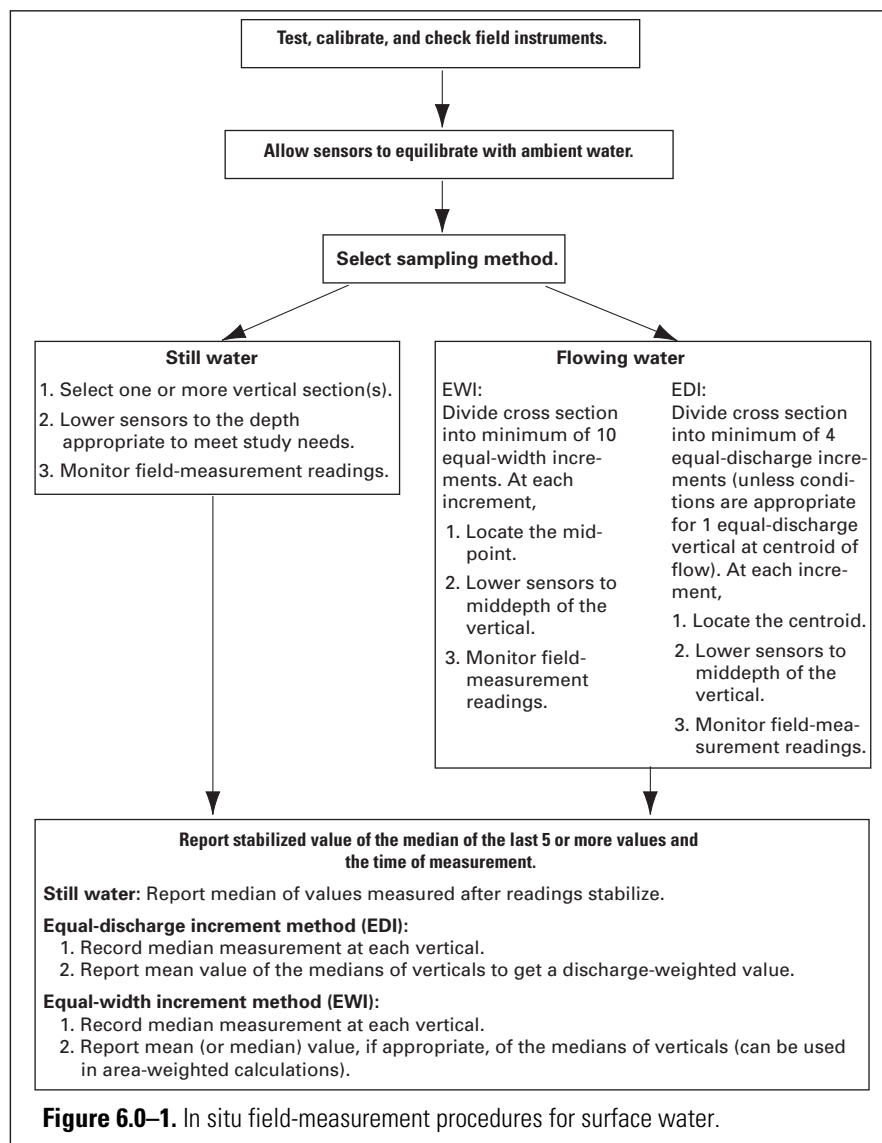 Test, calibrate, and check field instruments.
Allow sensors to equilibrate with ambient water.
Select sampling method.
Still water
1. Select one or more vertical section(s).
2. Lower sensors to the depth
appropriate to meet study needs.
3. Monitor field-measurement readings.
Flowing water
EWI:
Divide cross section
into minimum of 10
equal-width incre-
ments. At each
increment,
1. Locate the mid-
point.
2. Lower sensors to
middepth of the
vertical.
3. Monitor field-
measurement
readings.
EDI:
Divide cross section
into minimum of 4
equal-discharge incre-
ments (unless condi-
tions are appropriate
for 1 equal-discharge
vertical at centroid of
flow). At each incre-
ment,
1. Locate the centroid.
2. Lower sensors to
middepth of the
vertical.
3. Monitor field-mea-
surement readings.
Report stabilized value of the median of the last 5 or more values and
the time of measurement.
Still water: Report median of values measured after readings stabilize.
Equal-discharge increment method (EDI):
1. Record median measurement at each vertical.
2. Report mean value of the medians of verticals to get a discharge-weighted value.
Equal-width increment method (EWI):
1. Record median measurement at each vertical.
2. Report mean (or median) value, if appropriate, of the medians of verticals (can be used
in area-weighted calculations).
Figure 6.0–1. In situ field-measurement procedures for surface water.